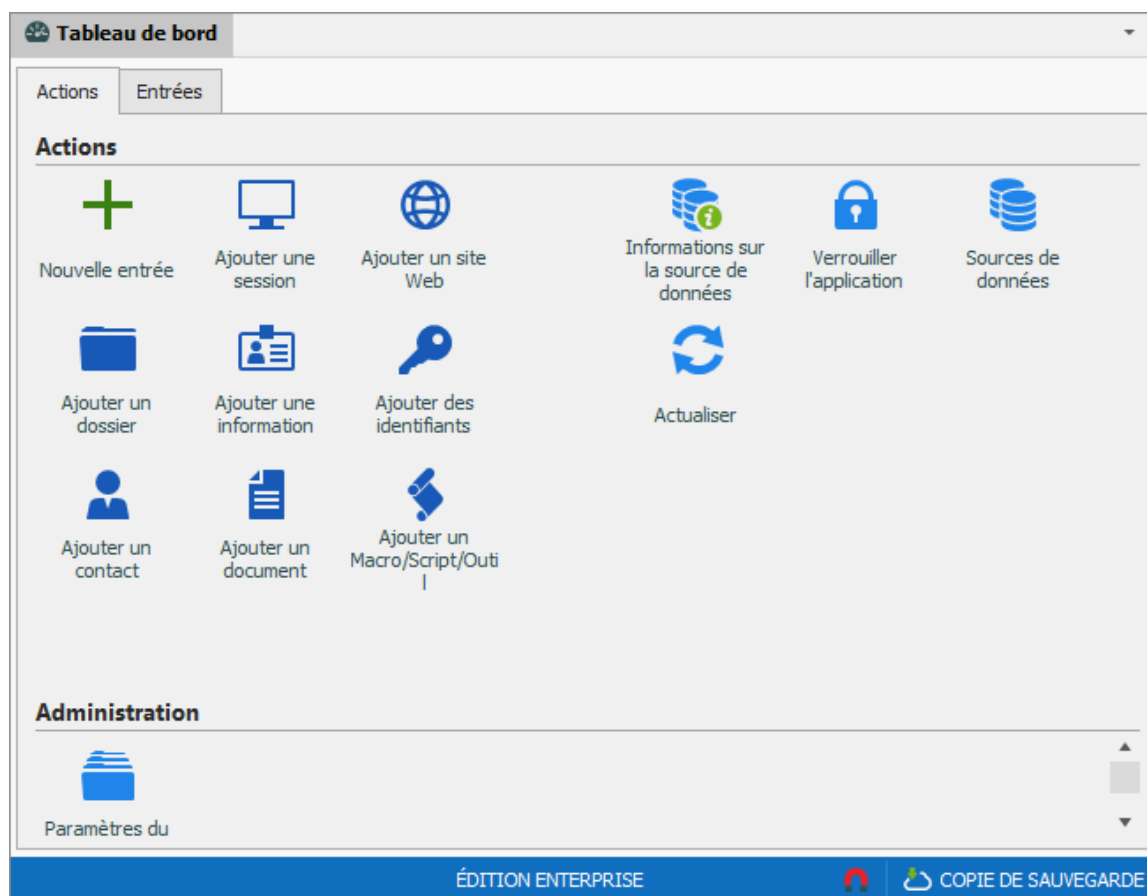 Tableau de bord
Actions
Entrées
Actions
Nouvelle entrée
Ajouter une
session
Ajouter un site
Web
Informations sur
la source de
données
Verrouiller
l'application
Sources de
données
Ajouter un
dossier
Ajouter une
information
Ajouter des
identifiants
Actualiser
Ajouter un
contact
Ajouter un
document
Ajouter un
Macro/Script/Outi
l
Administration
Paramètres du
ÉDITION ENTERPRISE
COPIE DE SAUVEGARDE